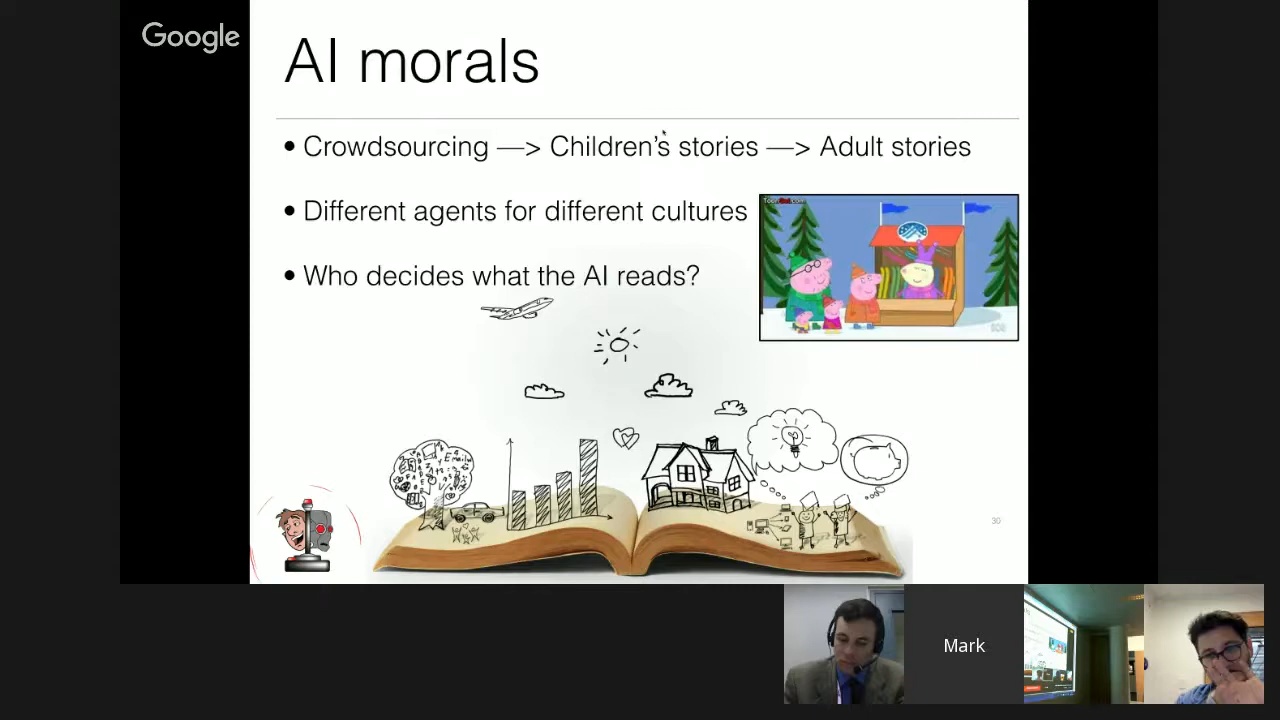 Google
AI morals
• Crowdsourcing —> Children's stories —> Adult stories
• Different agents for different cultures
• Who decides what the AI reads?
30
Mark